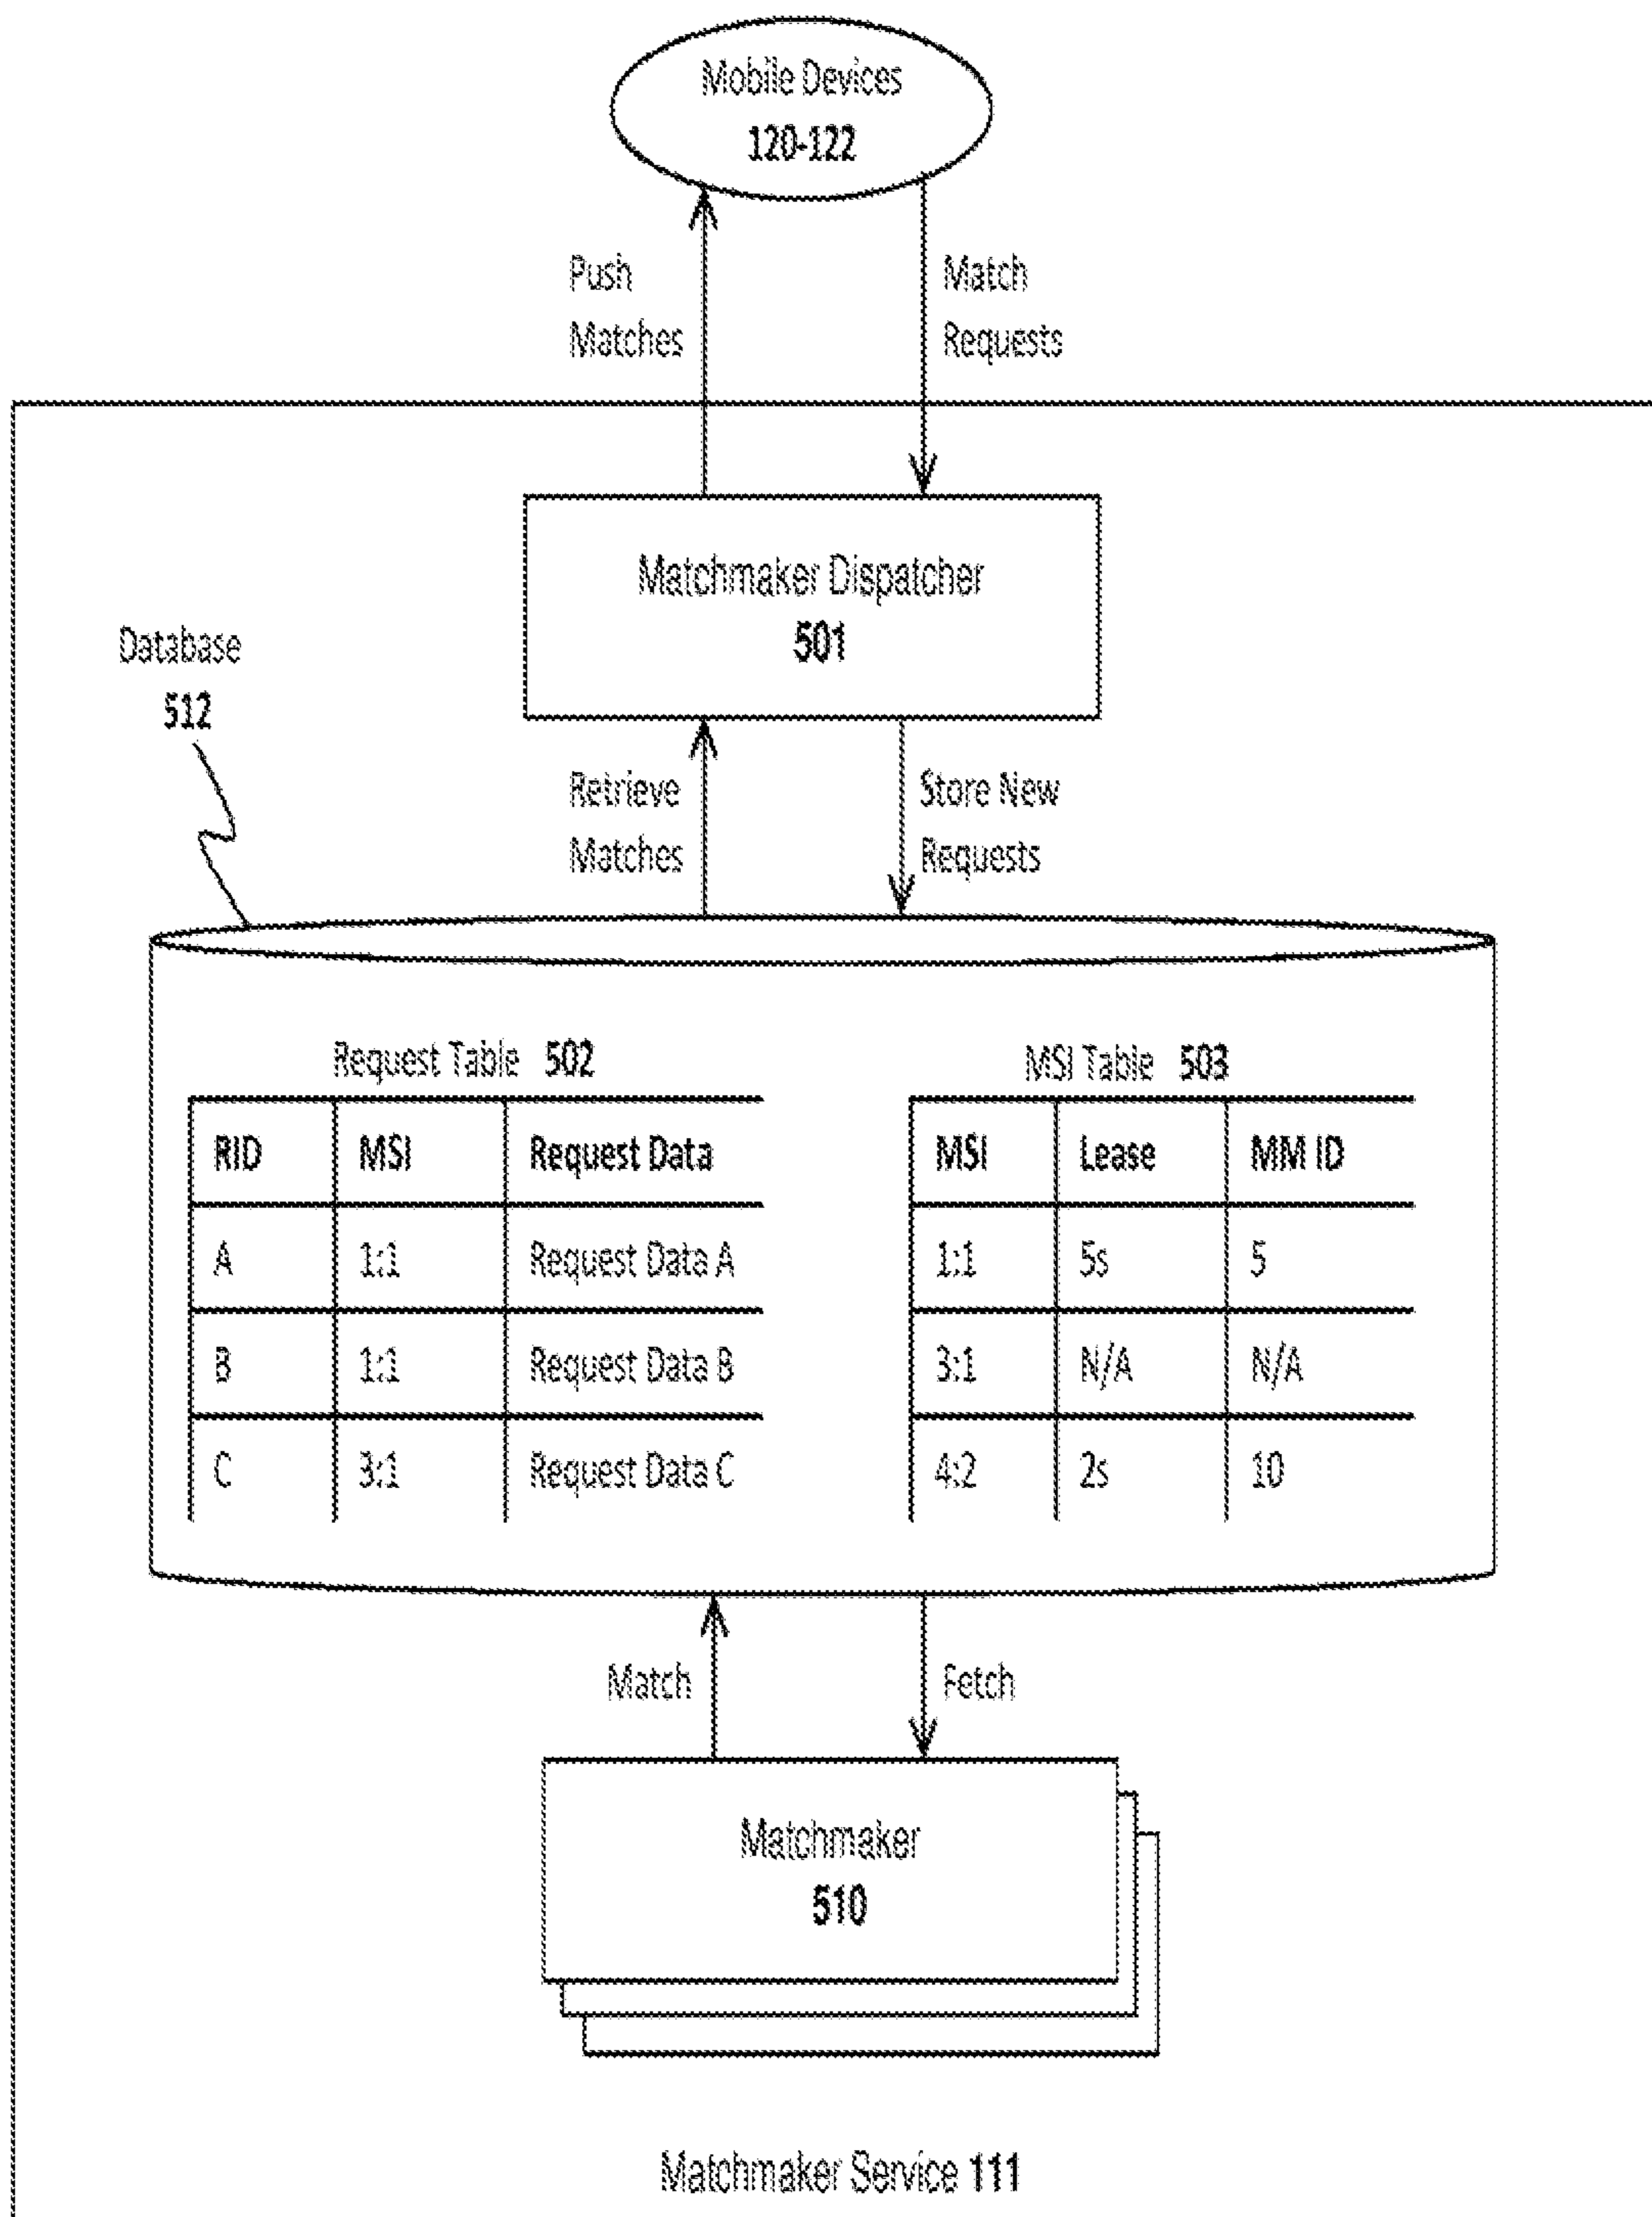 Mobile Devices
120-122
Push
Matches
Match
Requests
Matchmaker Dispatcher
501
Database
512
Retrieve
Matches
Store New
Requests
Request Table 502
RID MSI Request Data
A 1:1 Request Data A
B 1:1 Request Data B
C 3:1 Request Data C
MSI Table 503
MSI Lease MM ID
1:1 5s 5
3:1 N/A N/A
4:2 2s 10
Match
Fetch
Matchmaker
510
Matchmaker Service 111